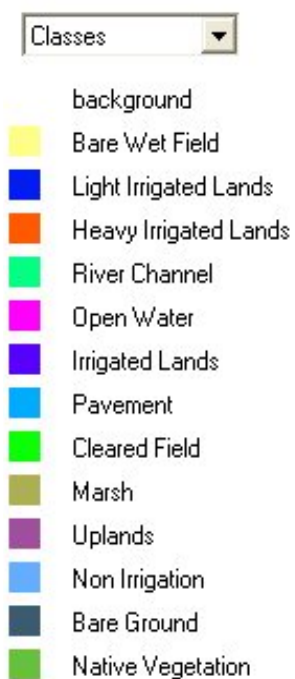 Classes
background
Bare Wet Field
Light Irrigated Lands
Heavy Irrigated Lands
River Channel
Open Water
Irrigated Lands
Pavement
Cleared Field
Marsh
Uplands
Non Irrigation
Bare Ground
Native Vegetation